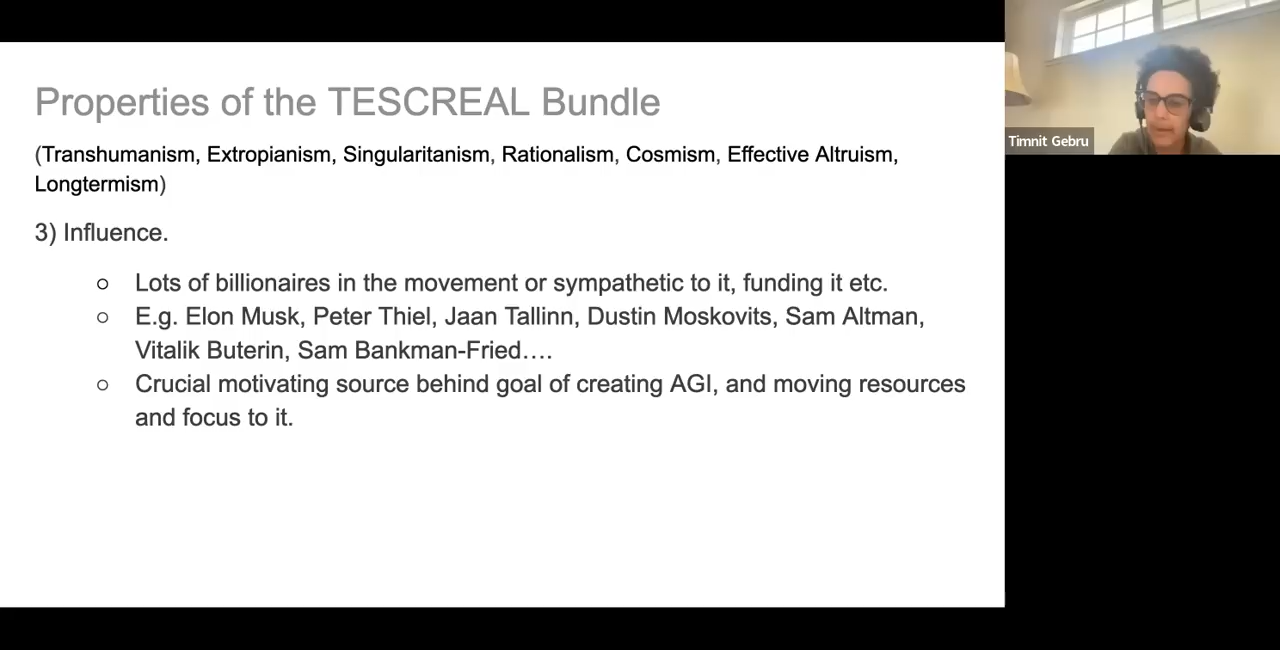 Properties of the TESCREAL Bundle
(Transhumanism, Extropianism, Singularitanism, Rationalism, Cosmism, Effective Altruism,
Longtermism)
3) Influence.
○ Lots of billionaires in the movement or sympathetic to it, funding it etc.
○ E.g. Elon Musk, Peter Thiel, Jaan Tallinn, Dustin Moskovits, Sam Altman,
Vitalik Buterin, Sam Bankman-Fried….
○ Crucial motivating source behind goal of creating AGI, and moving resources
and focus to it.
Timnit Gebru